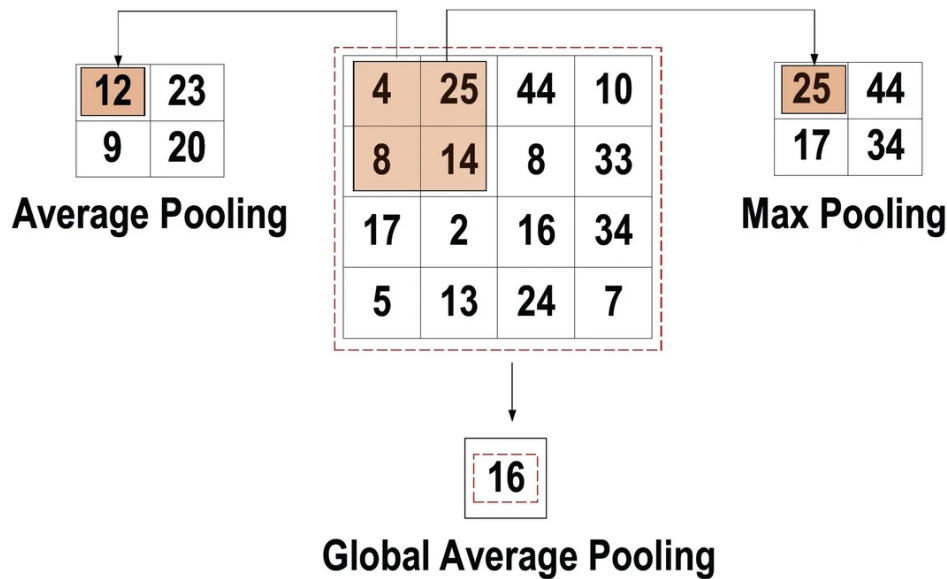 12 23
9 20
Average Pooling
4 25 44 10
8 14 8 33
17 2 16 34
5 13 24 7
25 44
17 34
Max Pooling
16
Global Average Pooling